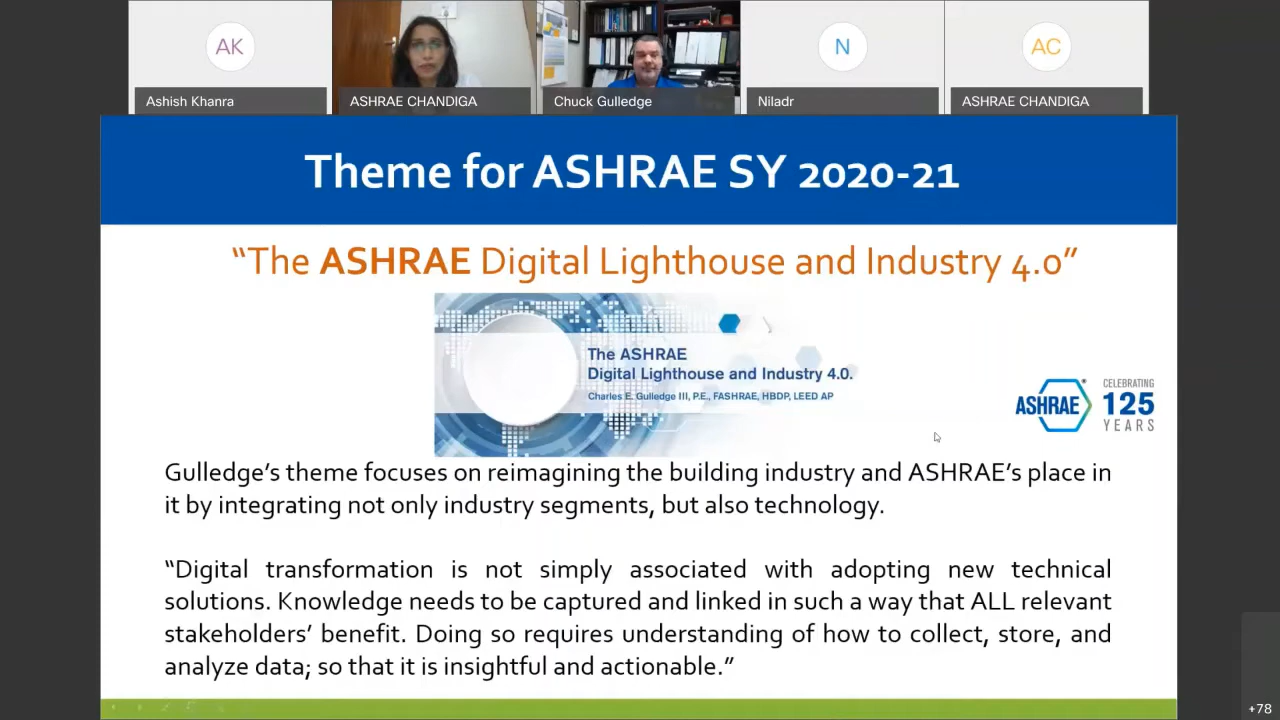 AK
N
AC
Ashish Khanra
ASHRAE CHANDIGA
Chuck Gulledge
Niladr
ASHRAE CHANDIGA
Theme for ASHRAE SY 2020-21
“The ASHRAE Digital Lighthouse and Industry 4.0”
The ASHRAE
Digital Lighthouse and Industry 4.0.
Charles E. Gulledge III, P.E., FASHRAE, HBDP, LEED AP
ASHRAE
CELEBRATING
125
YEARS
Gulledge’s theme focuses on reimagining the building industry and ASHRAE’s place in
it by integrating not only industry segments, but also technology.
“Digital transformation is not simply associated with adopting new technical
solutions. Knowledge needs to be captured and linked in such a way that ALL relevant
stakeholders’ benefit. Doing so requires understanding of how to collect, store, and
analyze data; so that it is insightful and actionable.”
+78